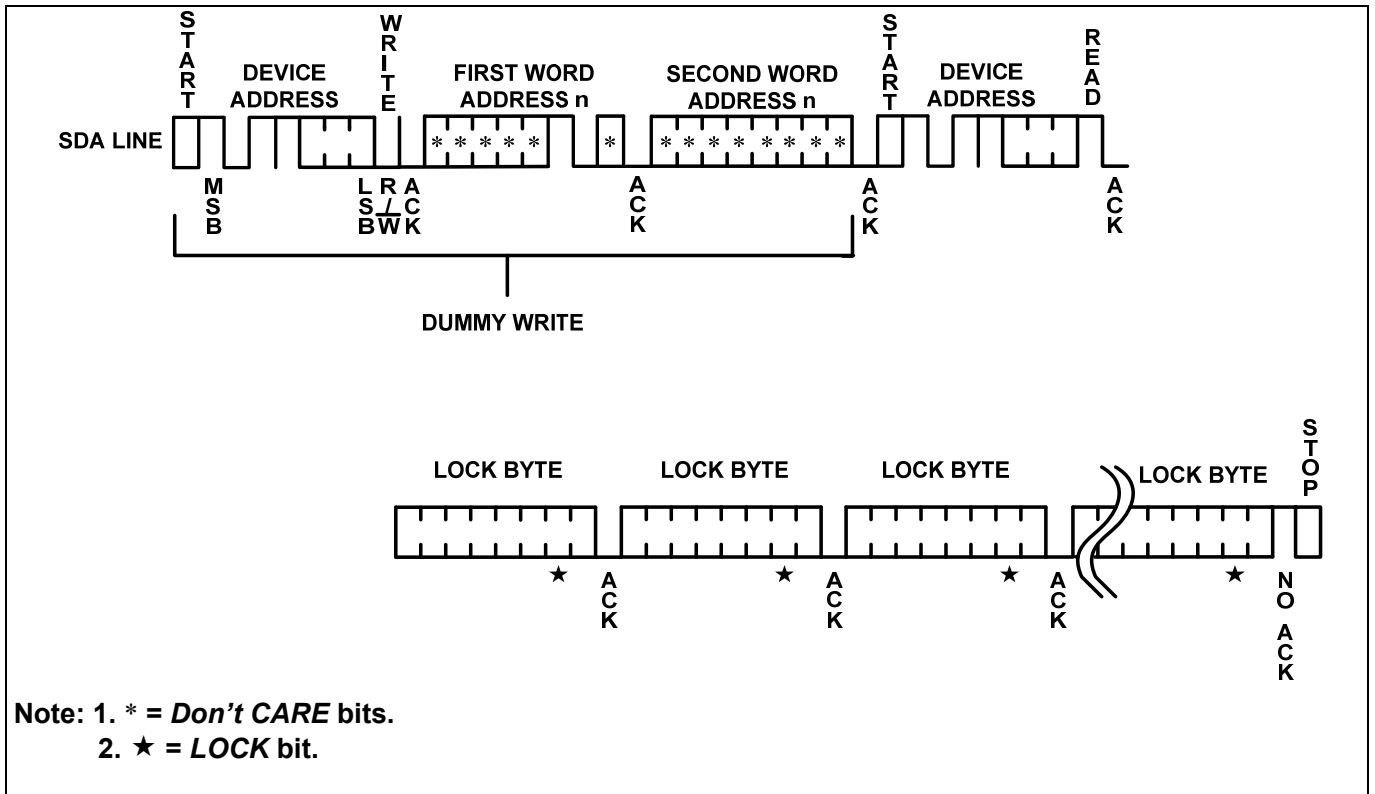 START
WRITE
START
READ
DEVICE ADDRESS
FIRST WORD ADDRESS n
SECOND WORD ADDRESS n
DEVICE ADDRESS
SDA LINE
* * * * * *
* * * * * * * *
MSB
LSB
R/W
ACK
ACK
ACK
ACK
DUMMY WRITE
STOP
LOCK BYTE
LOCK BYTE
LOCK BYTE
LOCK BYTE
★ ★ ★ ★
ACK
ACK
ACK
NO ACK
Note: 1. * = Don't CARE bits.
2. ★ = LOCK bit.